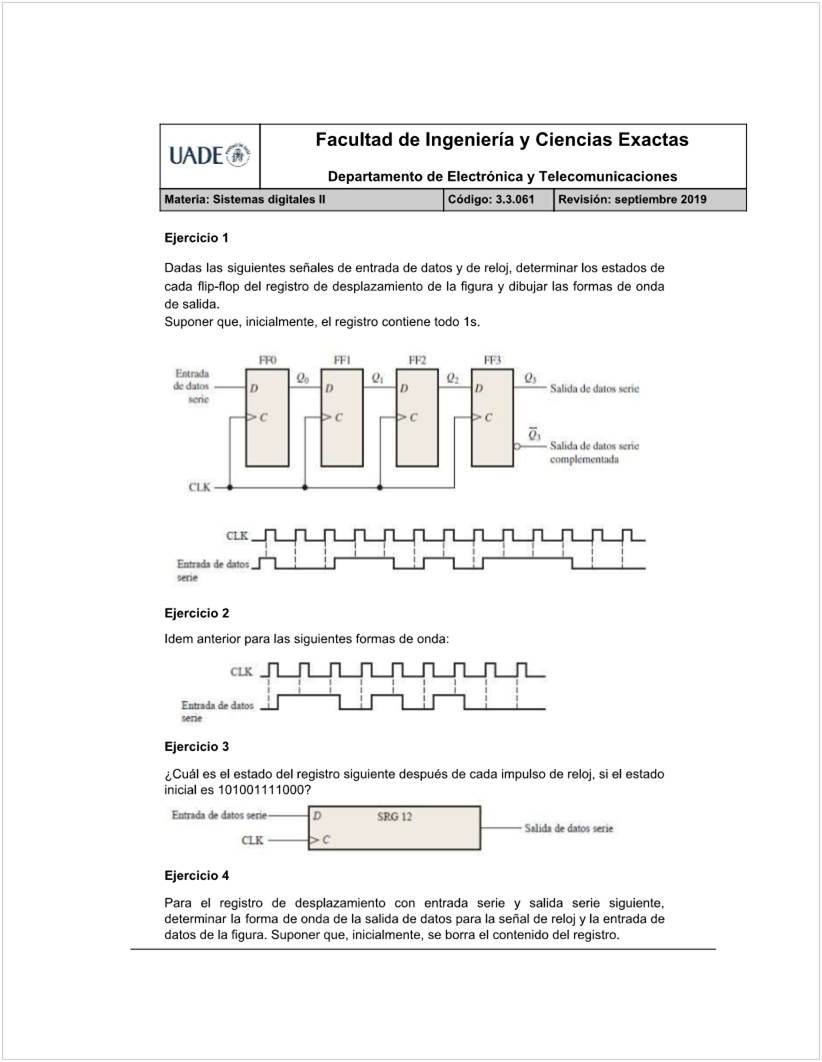 UADE
Facultad de Ingeniería y Ciencias Exactas
Departamento de Electrónica y Telecomunicaciones
Materia: Sistemas digitales II Código: 3.3.061 Revisión: septiembre 2019
Ejercicio 1
Dadas las siguientes señales de entrada de datos y de reloj, determinar los estados de
cada flip-flop del registro de desplazamiento de la figura y dibujar las formas de onda
de salida.
Suponer que, inicialmente, el registro contiene todo 1s.
FF0 FF1 FF2 FF3
Entrada
de datos
serie
Q₀ Q₁ Q₂ Q₃
D D D D
Salida de datos serie
C C C C
Q̅₃
Salida de datos serie
complementada
CLK
CLK
Entrada de datos
serie
Ejercicio 2
Idem anterior para las siguientes formas de onda:
CLK
Entrada de datos
serie
Ejercicio 3
¿Cuál es el estado del registro siguiente después de cada impulso de reloj, si el estado
inicial es 101001111000?
Entrada de datos serie D SRG 12
Salida de datos serie
CLK C
Ejercicio 4
Para el registro de desplazamiento con entrada serie y salida serie siguiente,
determinar la forma de onda de la salida de datos para la señal de reloj y la entrada de
datos de la figura. Suponer que, inicialmente, se borra el contenido del registro.